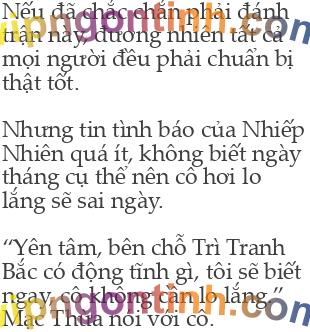 Nếu đã chắc chắn phải đánh
trận này, đương nhiên tất cả
mọi người đều phải chuẩn bị
thật tốt.
Nhưng tin tình báo của Nhiếp
Nhiên quá ít, không biết ngày
tháng cụ thể nên cô hơi lo
lắng sẽ sai ngày.
“Yên tâm, bên chỗ Trì Tranh
Bắc có động tĩnh gì, tôi sẽ biết
ngay, cô không cần lo lắng.”
Mạc Thừa nói với cô.